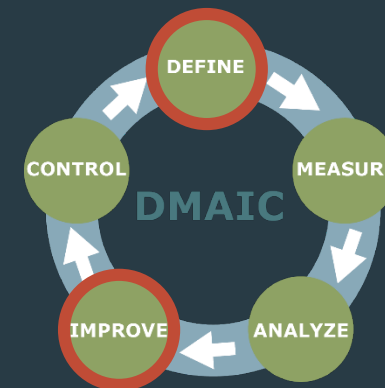 DEFINE
CONTROL
MEASUR
DMAIC
IMPROVE
ANALYZE